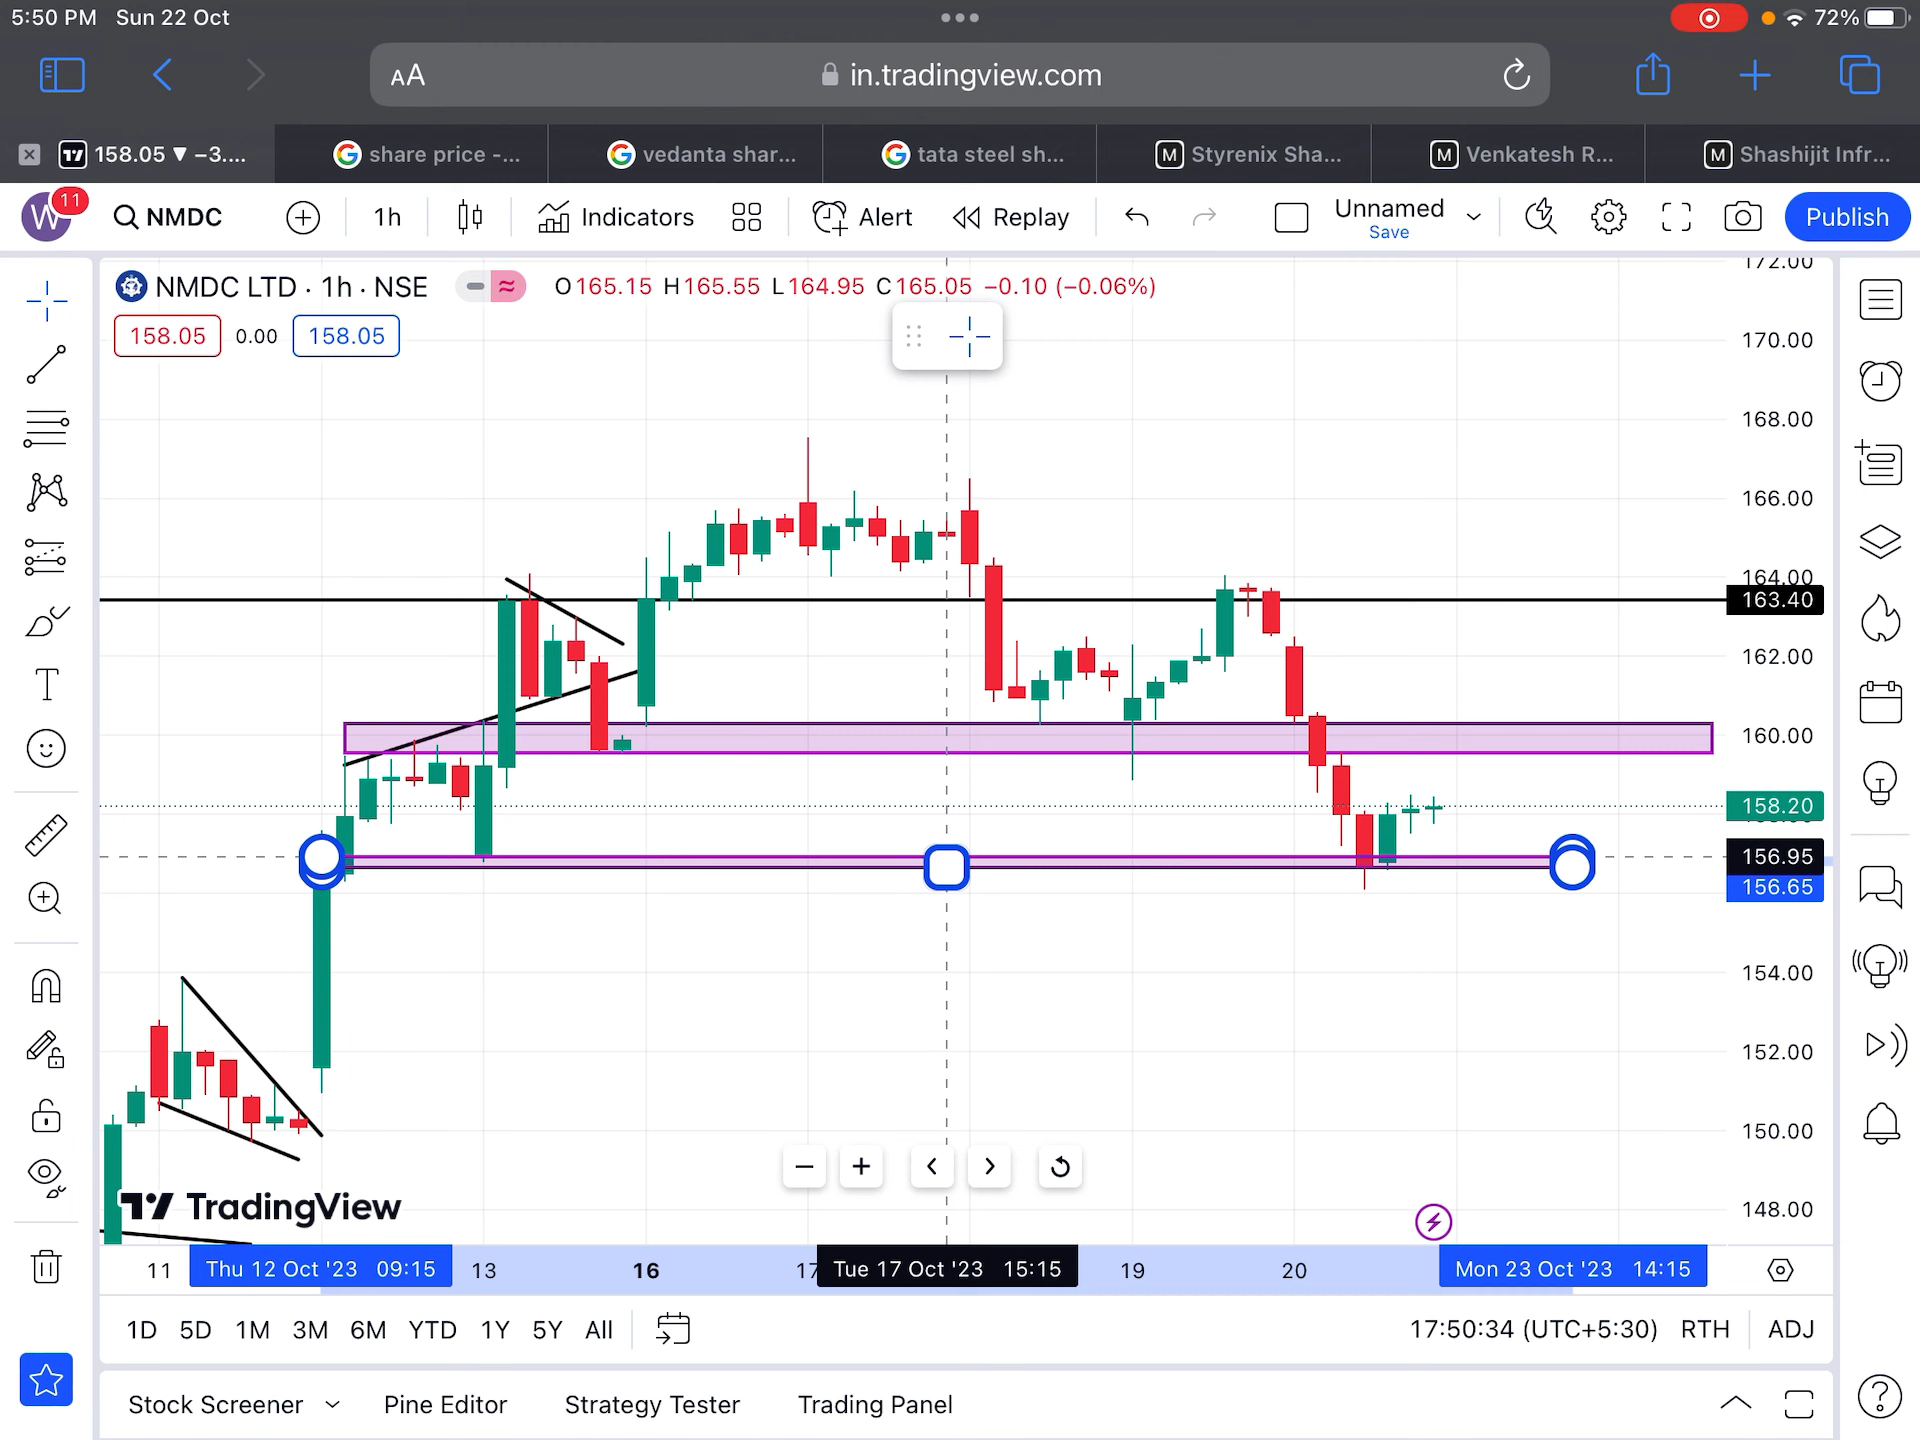 5:50 PM Sun 22 Oct
72%
AA in.tradingview.com
158.05 ▼ −3.... share price -... vedanta shar... tata steel sh... Styrenix Sha... Venkatesh R... Shashijit Infr...
W 11 NMDC 1h Indicators Alert Replay Unnamed Save Publish
NMDC LTD · 1h · NSE O165.15 H165.55 L164.95 C165.05 −0.10 (−0.06%)
158.05 0.00 158.05
172.00
170.00
168.00
166.00
164.00
163.40
162.00
160.00
158.20
156.95
156.65
154.00
152.00
150.00
148.00
TradingView
11 Thu 12 Oct '23 09:15 13 16 17 Tue 17 Oct '23 15:15 19 20 Mon 23 Oct '23 14:15
1D 5D 1M 3M 6M YTD 1Y 5Y All 17:50:34 (UTC+5:30) RTH ADJ
Stock Screener Pine Editor Strategy Tester Trading Panel